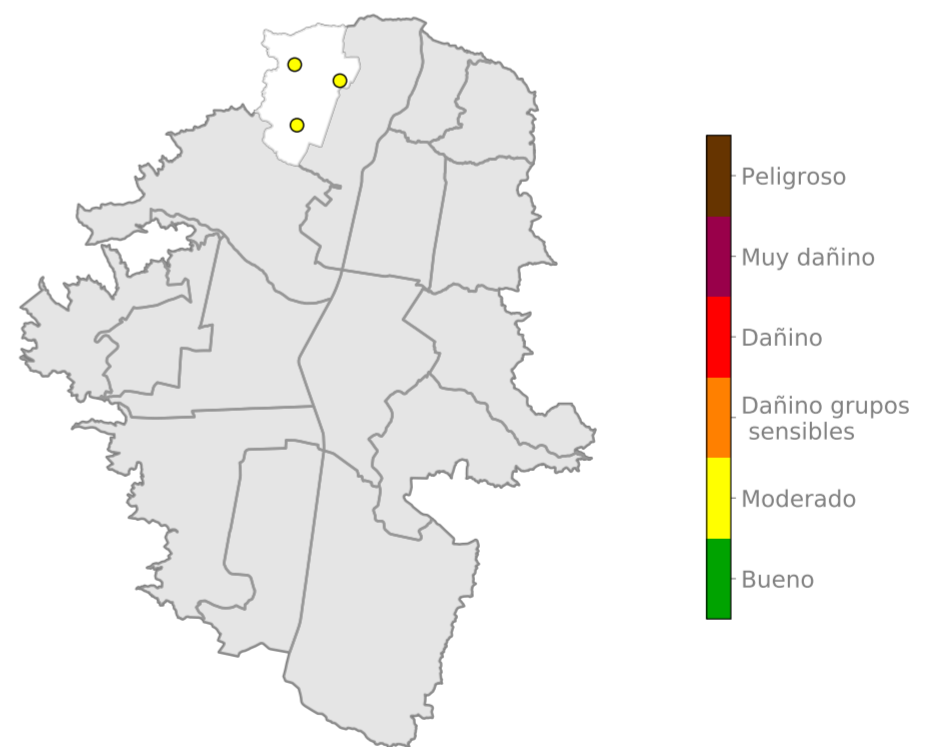 Peligroso
Muy dañino
Dañino
Dañino grupos
sensibles
Moderado
Bueno